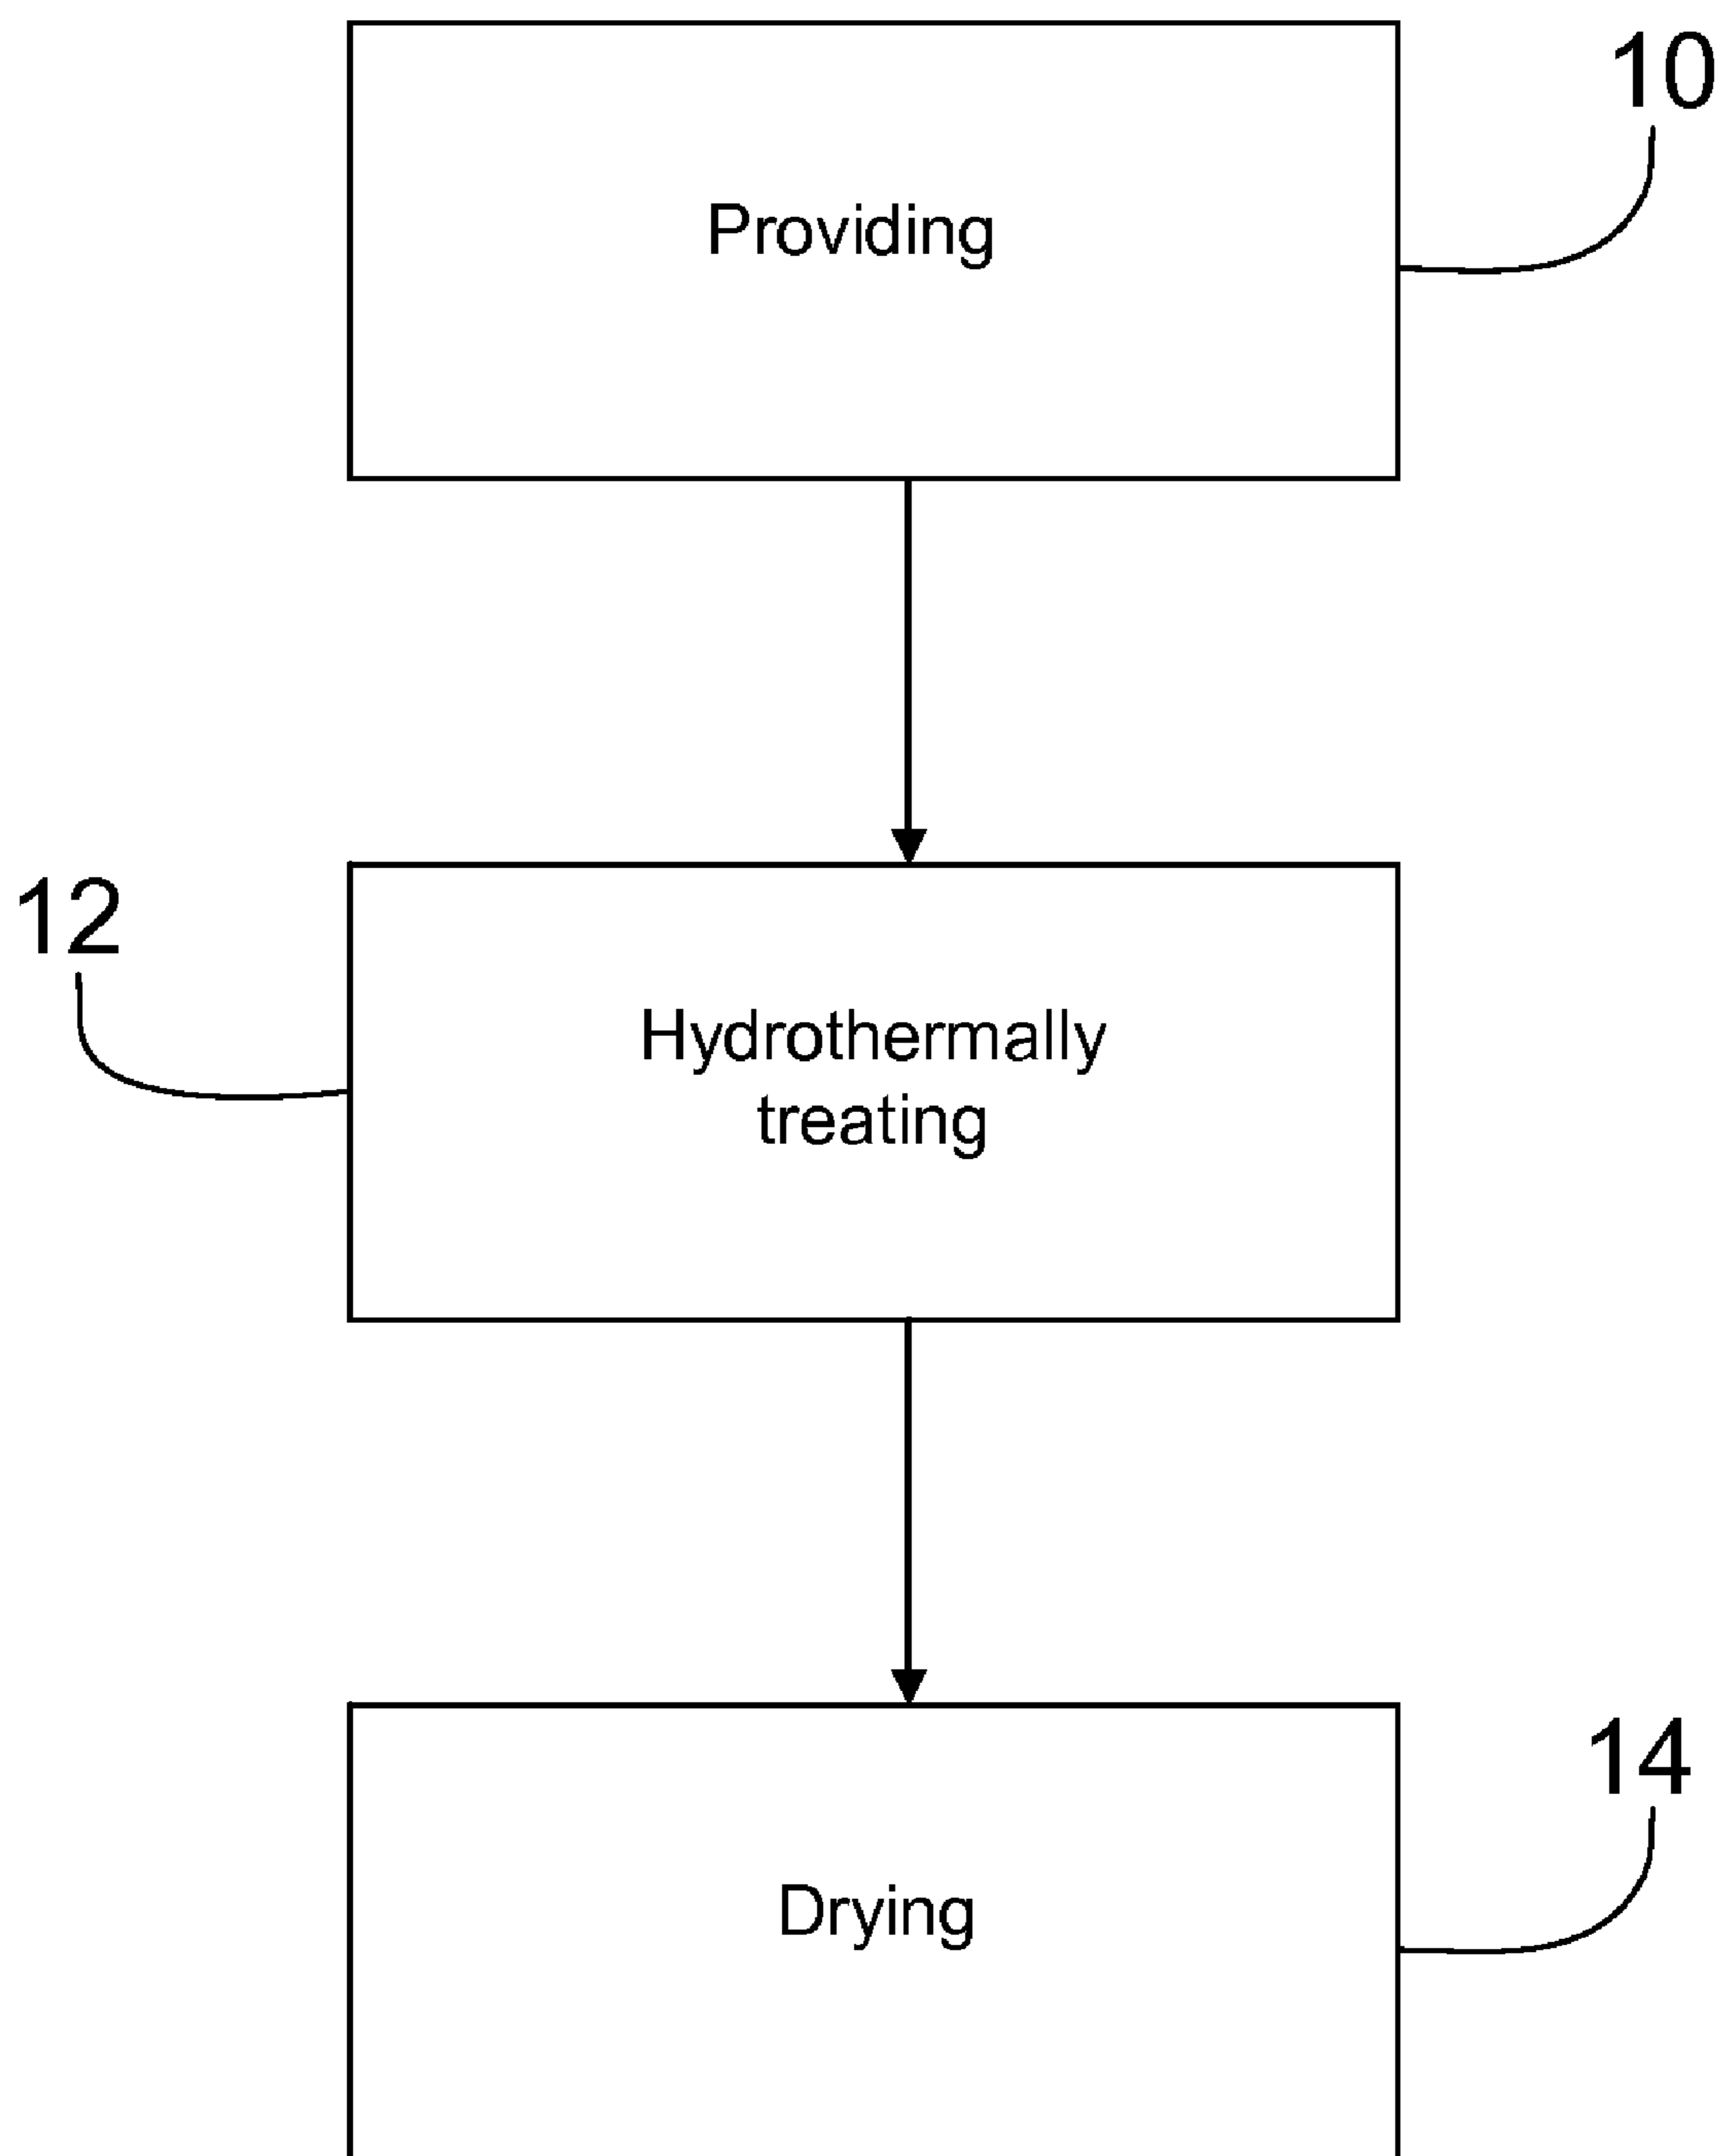 10
Providing
12
Hydrothermally
treating
14
Drying